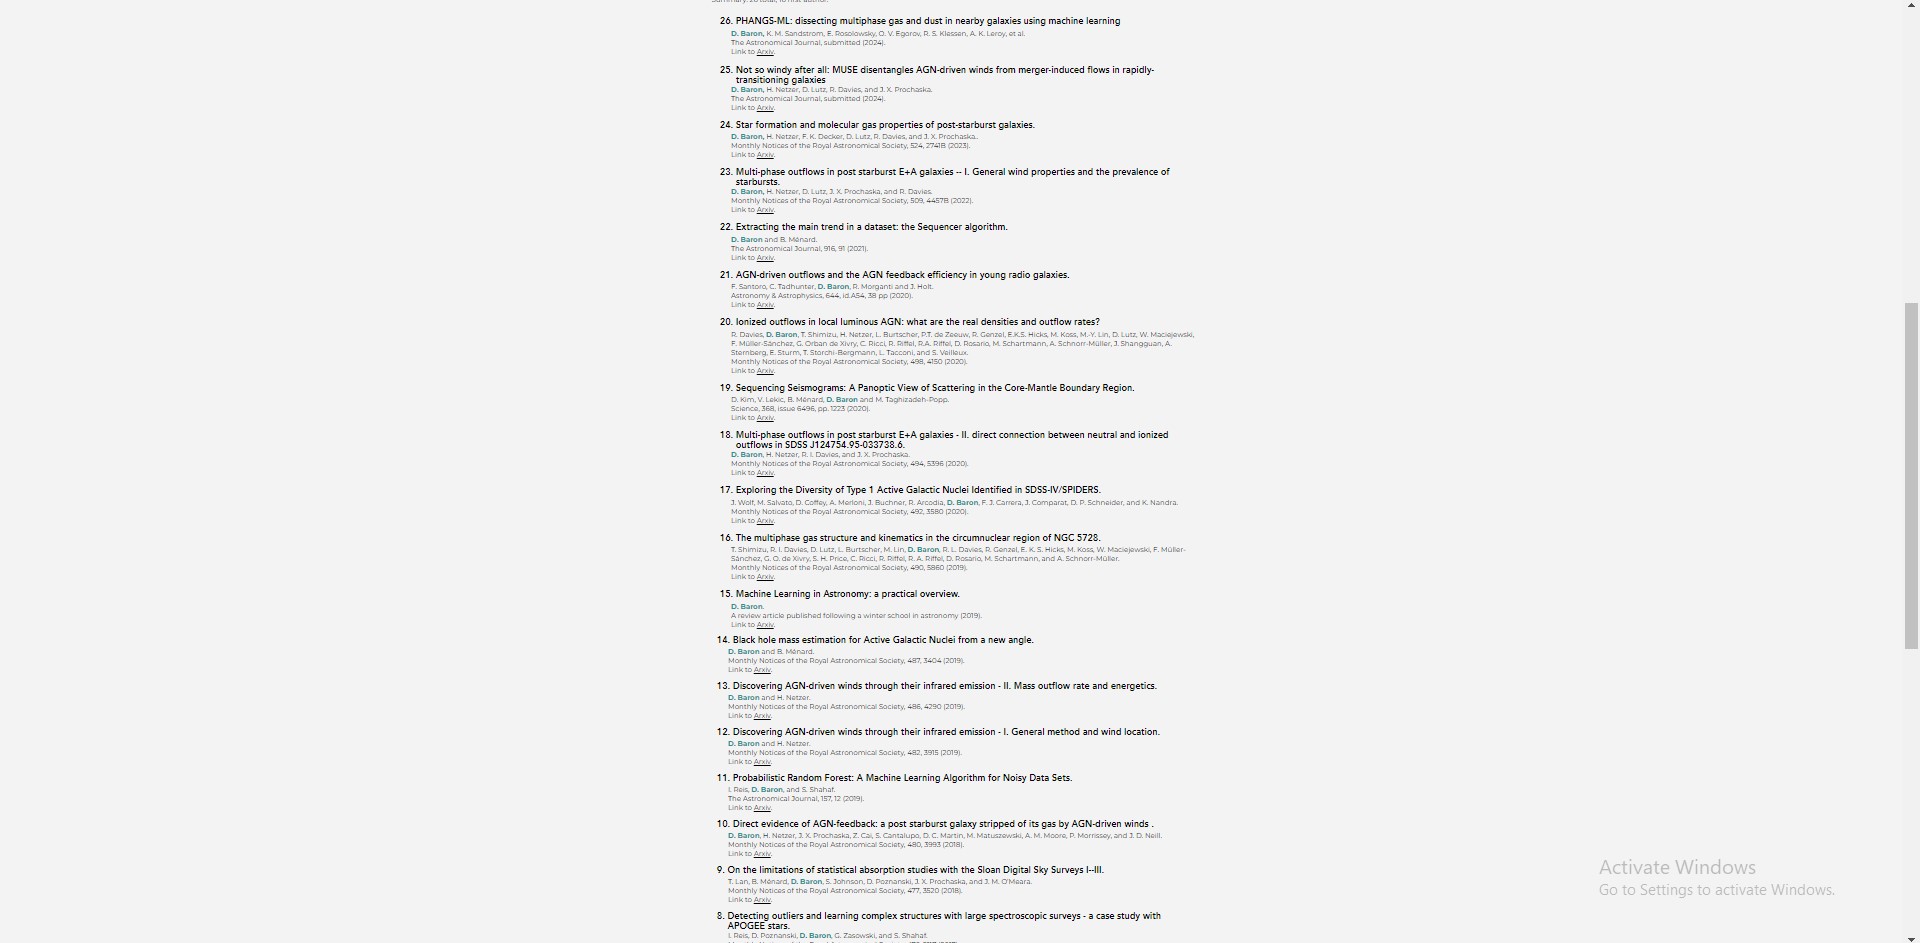 26. PHANGS-ML: dissecting multiphase gas and dust in nearby galaxies using machine learning
D. Baron, K. M. Sandstrom, E. Rosolowsky, O. V. Egorov, R. S. Klessen, A. K. Leroy, et al.
The Astronomical Journal, submitted (2024).
Link to Arxiv.
25. Not so windy after all: MUSE disentangles AGN-driven winds from merger-induced flows in rapidly-
transitioning galaxies
D. Baron, H. Netzer, D. Lutz, R. Davies, and J. X. Prochaska.
The Astronomical Journal, submitted (2024).
Link to Arxiv.
24. Star formation and molecular gas properties of post-starburst galaxies.
D. Baron, H. Netzer, F. K. Decker, D. Lutz, R. Davies, and J. X. Prochaska..
Monthly Notices of the Royal Astronomical Society, 524, 2741B (2023).
Link to Arxiv.
23. Multi-phase outflows in post starburst E+A galaxies -- I. General wind properties and the prevalence of
starbursts.
D. Baron, H. Netzer, D. Lutz, J. X. Prochaska, and R. Davies.
Monthly Notices of the Royal Astronomical Society, 509, 4457B (2022).
Link to Arxiv.
22. Extracting the main trend in a dataset: the Sequencer algorithm.
D. Baron and B. Ménard.
The Astronomical Journal, 916, 91 (2021).
Link to Arxiv.
21. AGN-driven outflows and the AGN feedback efficiency in young radio galaxies.
F. Santoro, C. Tadhunter, D. Baron, R. Morganti and J. Holt.
Astronomy & Astrophysics, 644, id.A54, 38 pp (2020).
Link to Arxiv.
20. Ionized outflows in local luminous AGN: what are the real densities and outflow rates?
R. Davies, D. Baron, T. Shimizu, H. Netzer, L. Burtscher, P.T. de Zeeuw, R. Genzel, E.K.S. Hicks, M. Koss, M.-Y. Lin, D. Lutz, W. Maciejewski,
F. Müller-Sánchez, G. Orban de Xivry, C. Ricci, R. Riffel, R.A. Riffel, D. Rosario, M. Schartmann, A. Schnorr-Müller, J. Shangguan, A.
Sternberg, E. Sturm, T. Storchi-Bergmann, L. Tacconi, and S. Veilleux.
Monthly Notices of the Royal Astronomical Society, 498, 4150 (2020).
Link to Arxiv.
19. Sequencing Seismograms: A Panoptic View of Scattering in the Core-Mantle Boundary Region.
D. Kim, V. Lekic, B. Ménard, D. Baron and M. Taghizadeh-Popp.
Science, 368, issue 6496, pp. 1223 (2020).
Link to Arxiv.
18. Multi-phase outflows in post starburst E+A galaxies - II. direct connection between neutral and ionized
outflows in SDSS J124754.95-033738.6.
D. Baron, H. Netzer, R. I. Davies, and J. X. Prochaska.
Monthly Notices of the Royal Astronomical Society, 494, 5396 (2020).
Link to Arxiv.
17. Exploring the Diversity of Type 1 Active Galactic Nuclei Identified in SDSS-IV/SPIDERS.
J. Wolf, M. Salvato, D. Coffey, A. Merloni, J. Buchner, R. Arcodia, D. Baron, F. J. Carrera, J. Comparat, D. P. Schneider, and K. Nandra.
Monthly Notices of the Royal Astronomical Society, 492, 3580 (2020).
Link to Arxiv.
16. The multiphase gas structure and kinematics in the circumnuclear region of NGC 5728.
T. Shimizu, R. I. Davies, D. Lutz, L. Burtscher, M. Lin, D. Baron, R. L. Davies, R. Genzel, E. K. S. Hicks, M. Koss, W. Maciejewski, F. Müller-
Sánchez, G. O. de Xivry, S. H. Price, C. Ricci, R. Riffel, R. A. Riffel, D. Rosario, M. Schartmann, and A. Schnorr-Müller.
Monthly Notices of the Royal Astronomical Society, 490, 5860 (2019).
Link to Arxiv.
15. Machine Learning in Astronomy: a practical overview.
D. Baron.
A review article published following a winter school in astronomy (2019).
Link to Arxiv.
14. Black hole mass estimation for Active Galactic Nuclei from a new angle.
D. Baron and B. Ménard.
Monthly Notices of the Royal Astronomical Society, 487, 3404 (2019).
Link to Arxiv.
13. Discovering AGN-driven winds through their infrared emission - II. Mass outflow rate and energetics.
D. Baron and H. Netzer.
Monthly Notices of the Royal Astronomical Society, 486, 4290 (2019).
Link to Arxiv.
12. Discovering AGN-driven winds through their infrared emission - I. General method and wind location.
D. Baron and H. Netzer.
Monthly Notices of the Royal Astronomical Society, 482, 3915 (2019).
Link to Arxiv.
11. Probabilistic Random Forest: A Machine Learning Algorithm for Noisy Data Sets.
I. Reis, D. Baron, and S. Shahaf.
The Astronomical Journal, 157, 12 (2019).
Link to Arxiv.
10. Direct evidence of AGN-feedback: a post starburst galaxy stripped of its gas by AGN-driven winds .
D. Baron, H. Netzer, J. X. Prochaska, Z. Cai, S. Cantalupo, D. C. Martin, M. Matuszewski, A. M. Moore, P. Morrissey, and J. D. Neill.
Monthly Notices of the Royal Astronomical Society, 480, 3993 (2018).
Link to Arxiv.
9. On the limitations of statistical absorption studies with the Sloan Digital Sky Surveys I--III.
T. Lan, B. Ménard, D. Baron, S. Johnson, D. Poznanski, J. X. Prochaska, and J. M. O'Meara.
Monthly Notices of the Royal Astronomical Society, 477, 3520 (2018).
Link to Arxiv.
8. Detecting outliers and learning complex structures with large spectroscopic surveys - a case study with
APOGEE stars.
I. Reis, D. Poznanski, D. Baron, G. Zasowski, and S. Shahaf.
Activate Windows
Go to Settings to activate Windows.